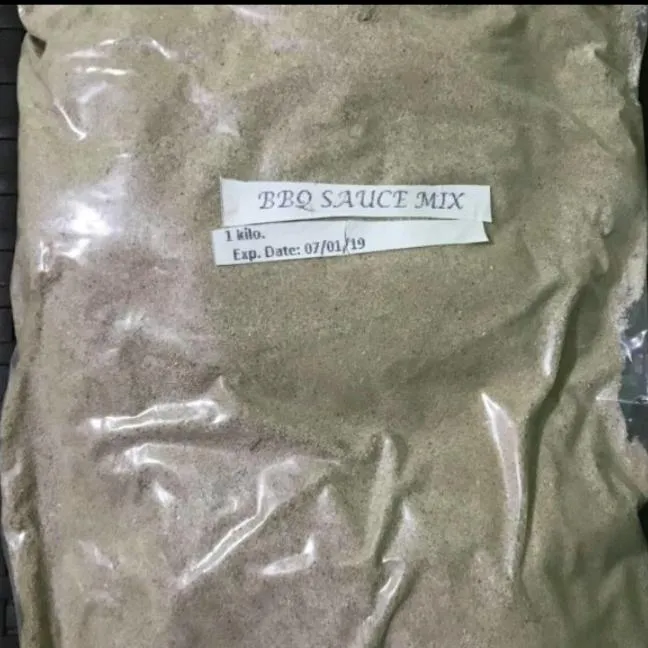 BBQ SAUCE MIX
1 kilo.
Exp. Date: 07/01/19